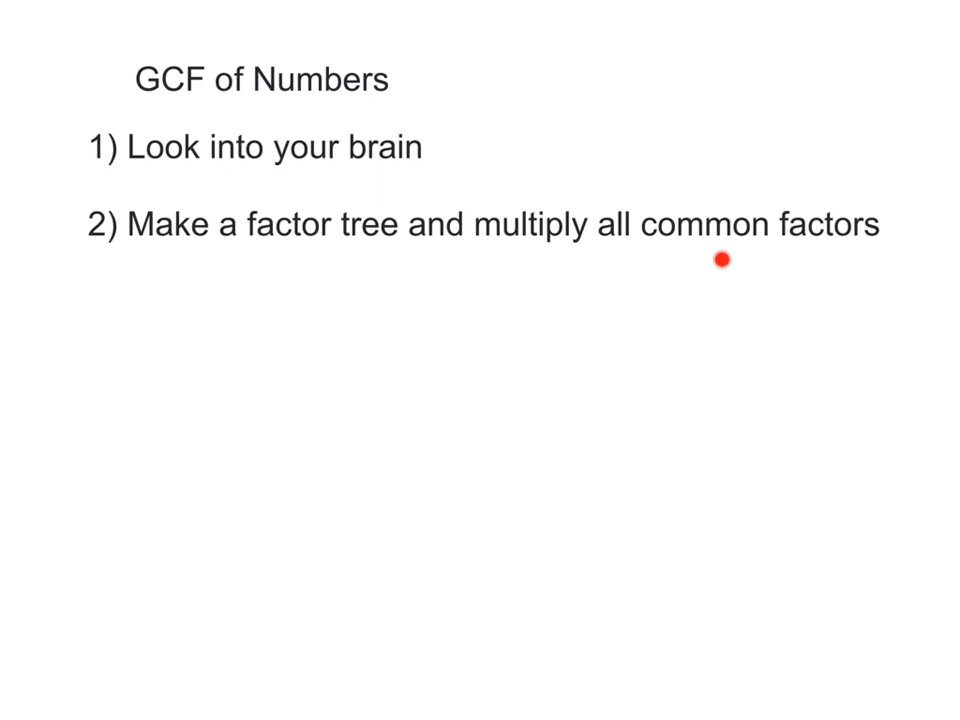 GCF of Numbers
1) Look into your brain
2) Make a factor tree and multiply all common factors